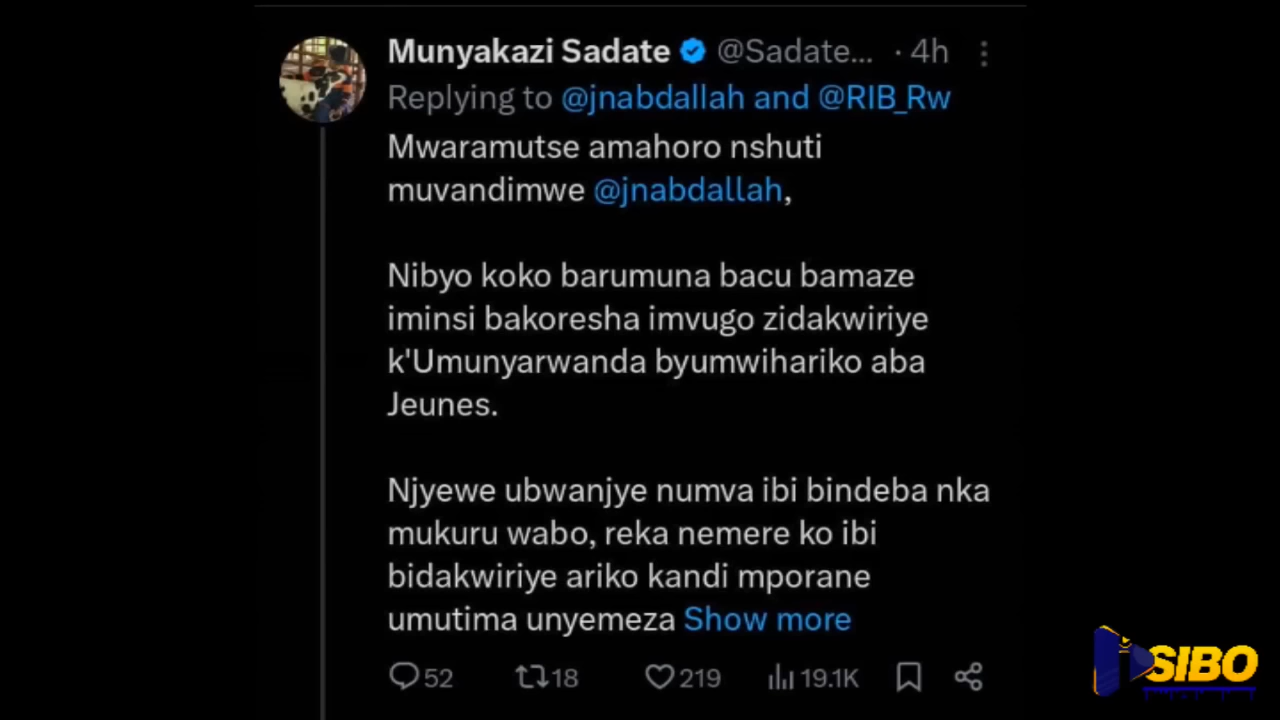 Munyakazi Sadate @Sadate... · 4h
Replying to @jnabdallah and @RIB_Rw
Mwaramutse amahoro nshuti
muvandimwe @jnabdallah,
Nibyo koko barumuna bacu bamaze
iminsi bakoresha imvugo zidakwiriye
k'Umunyarwanda byumwihariko aba
Jeunes.
Njyewe ubwanjye numva ibi bindeba nka
mukuru wabo, reka nemere ko ibi
bidakwiriye ariko kandi mporane
umutima unyemeza Show more
52 18 219 19.1K
SIBO